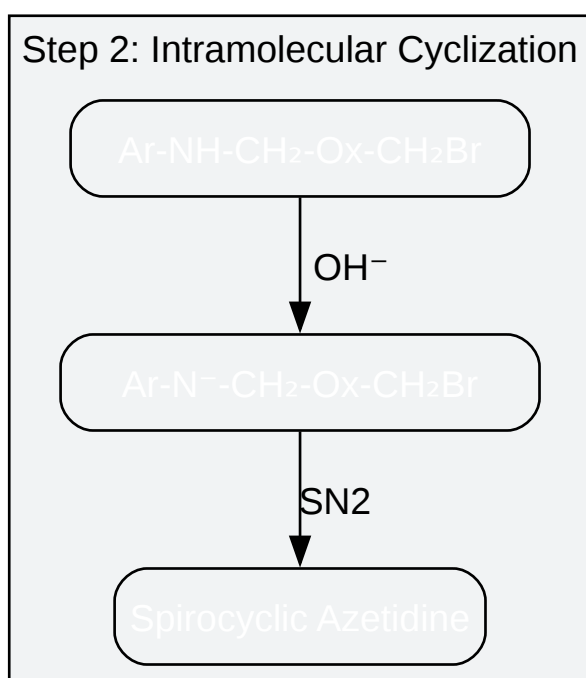 Step 2: Intramolecular Cyclization
Ar-NH-CH₂-Ox-CH₂Br
OH⁻
Ar-N⁻-CH₂-Ox-CH₂Br
SN2
Spirocyclic Azetidine